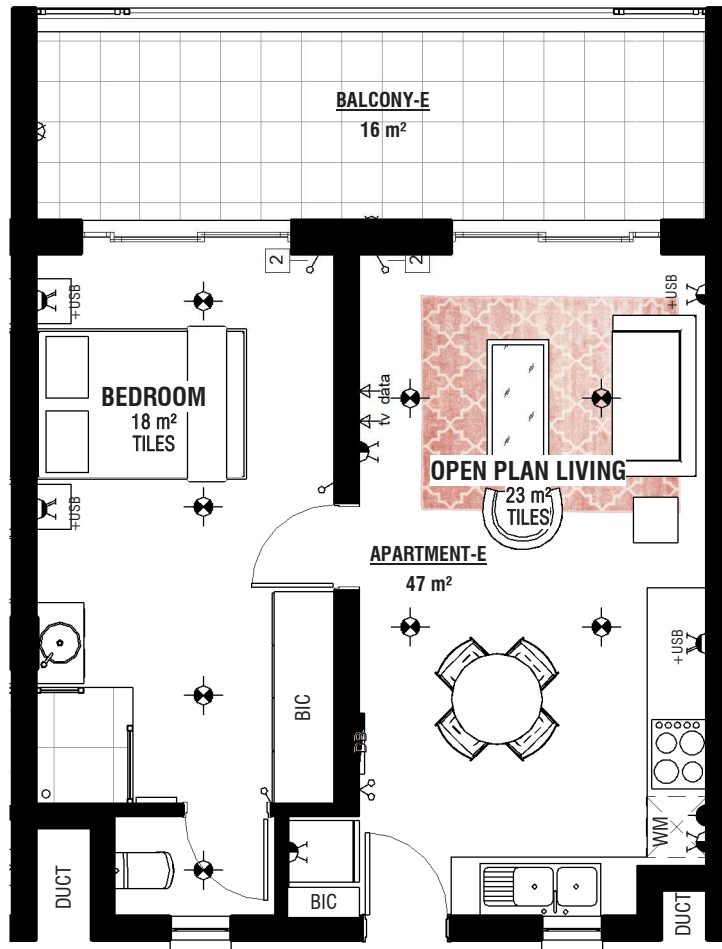 BALCONY-E
16 m²
2
2
+USB
+USB
BEDROOM
18 m²
TILES
tv data
OPEN PLAN LIVING
23 m²
TILES
+USB
APARTMENT-E
47 m²
+USB
BIC
DB
WM
DUCT
BIC
DUCT